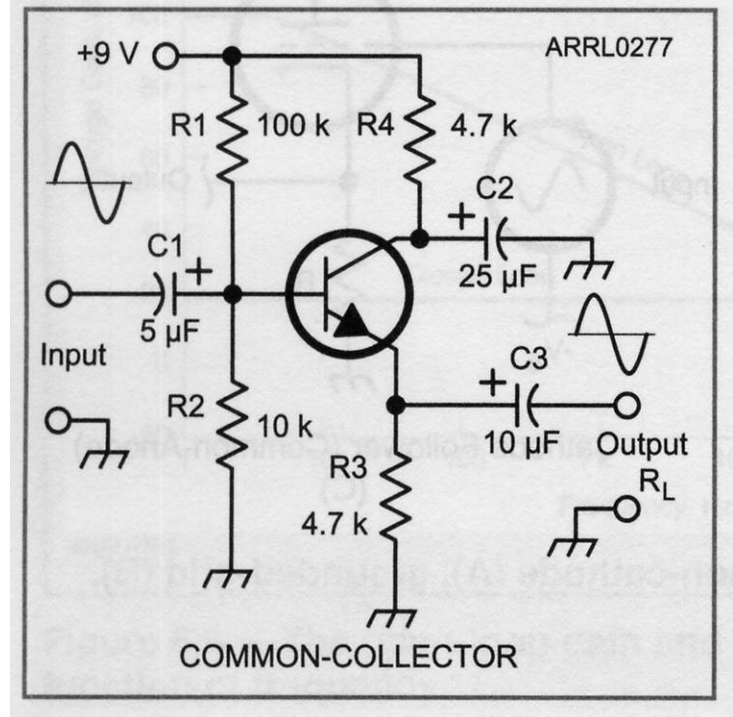 +9 V
ARRL0277
R1
100 k
R4
4.7 k
C2
+
25 µF
C1
+
5 µF
Input
R2
10 k
C3
+
10 µF
Output
R3
4.7 k
R
L
COMMON-COLLECTOR